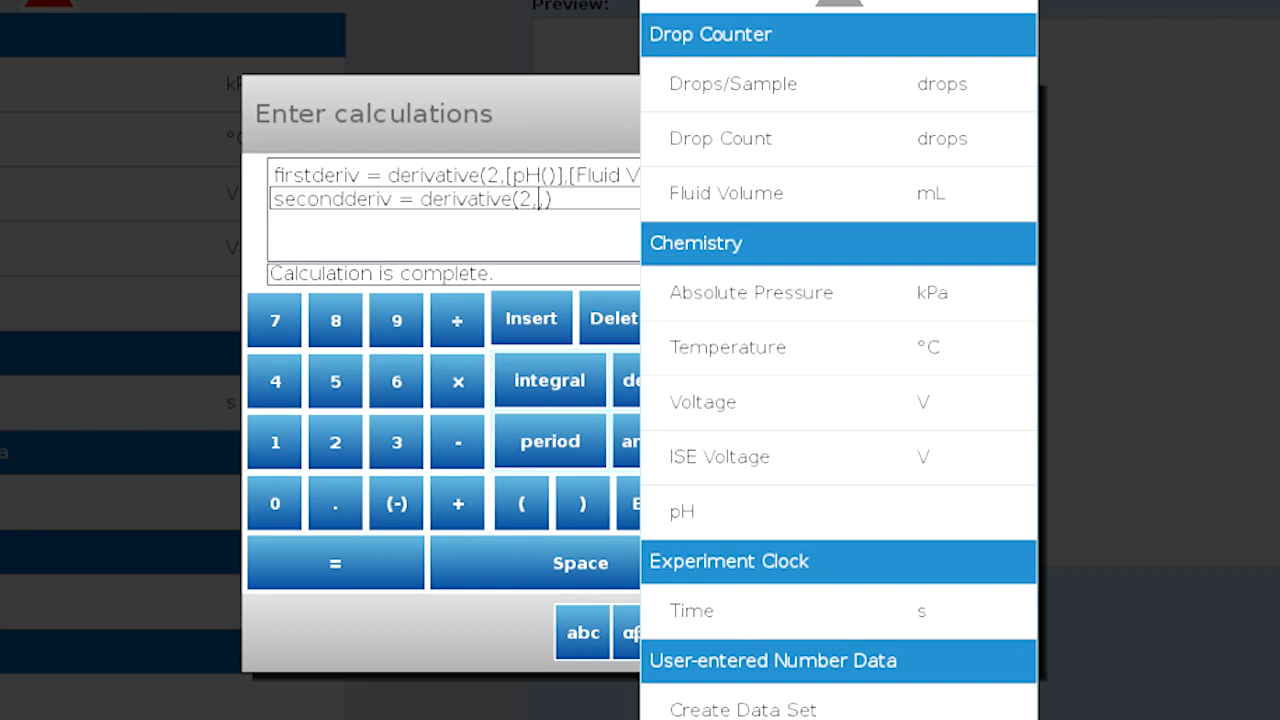 Preview:
Enter calculations
firstderiv = derivative(2,[pH()],[Fluid V
secondderiv = derivative(2,,)
Calculation is complete.
7 8 9 ÷ Insert Delet
4 5 6 × integral de
1 2 3 - period
0 . (-) + ( ) E
= Space
abc
Drop Counter
Drops/Sample drops
Drop Count drops
Fluid Volume mL
Chemistry
Absolute Pressure kPa
Temperature °C
Voltage V
ISE Voltage V
pH
Experiment Clock
Time s
User-entered Number Data
Create Data Set
V
V
s
a